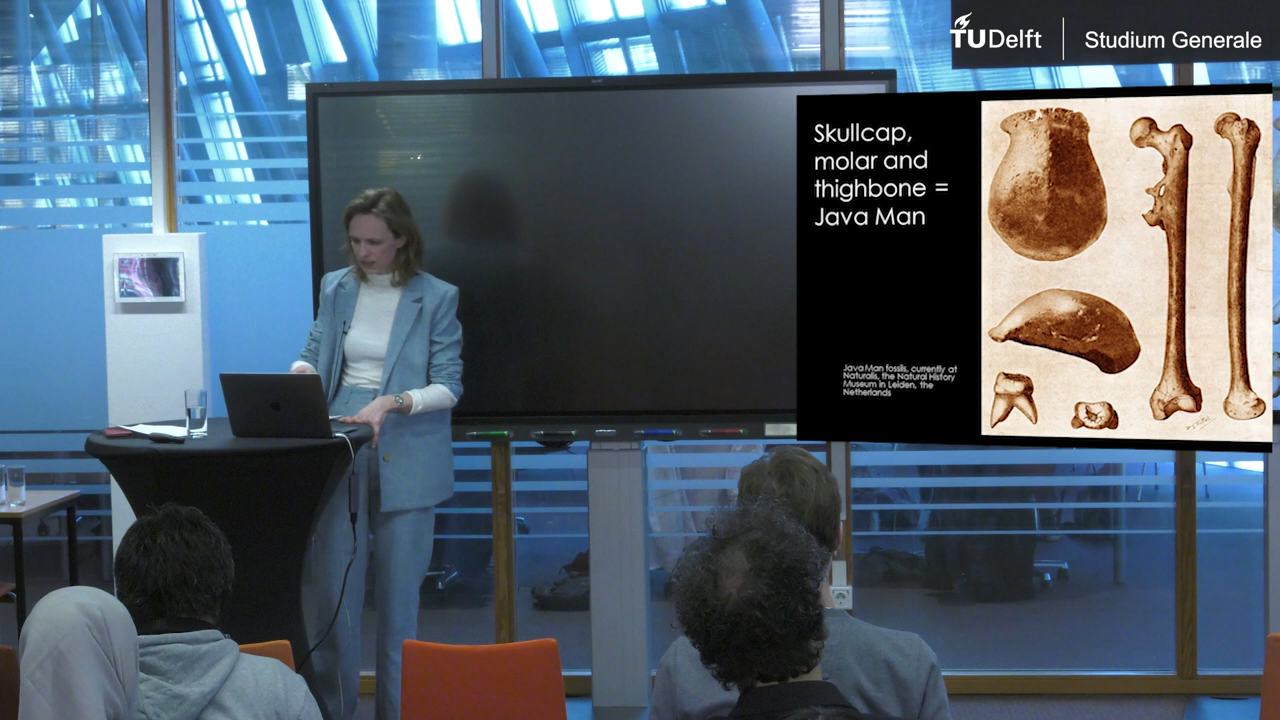 TUDelft
Studium Generale
Skullcap,
molar and
thighbone =
Java Man
Java Man fossils, currently at
Naturalis, the Natural History
Museum in Leiden, the
Netherlands